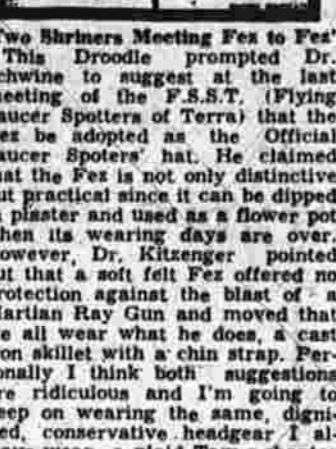 Two Shriners Meeting Fez to Fez"
This Droodle prompted Dr.
chwine to suggest at the last
eeting of the F.S.S.T. (Flying
aucer Spotters of Terra) that the
ez be adopted as the Official
aucer Spoters' hat. He claimed
hat the Fez is not only distinctive
ut practical since it can be dipped
n plaster and used as a flower pot
hen its wearing days are over.
owever, Dr. Kitzenger pointed
ut that a soft felt Fez offered no
rotection against the blast of a
artian Ray Gun and moved that
e all wear what he does, a cast
on skillet with a chin strap. Per-
onally I think both suggestions
re ridiculous and I'm going to
eep on wearing the same, digni-
ed, conservative headgear I al-